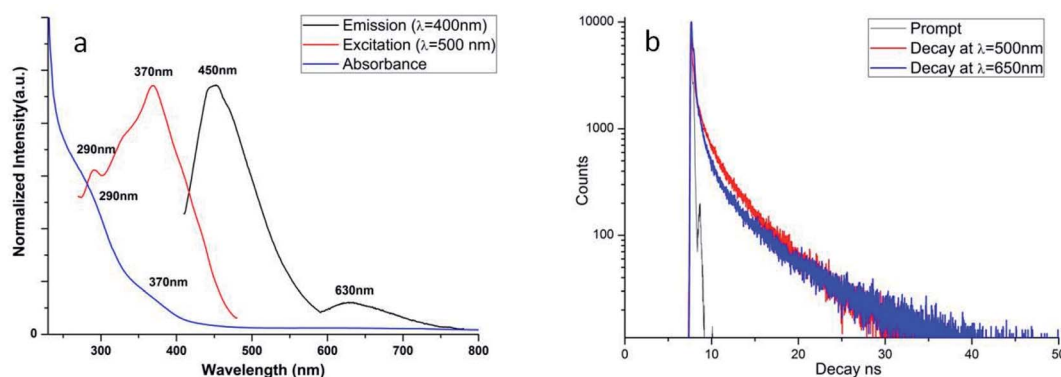 a
Emission (λ=400nm)
Excitation (λ=500 nm)
Absorbance
370nm
450nm
290nm
290nm
370nm
630nm
Normalized Intensity(a.u.)
0
300 400 500 600 700 800
Wavelength (nm)
b
Prompt
Decay at λ=500nm
Decay at λ=650nm
10000
1000
100
Counts
0 10 20 30 40 50
Decay ns